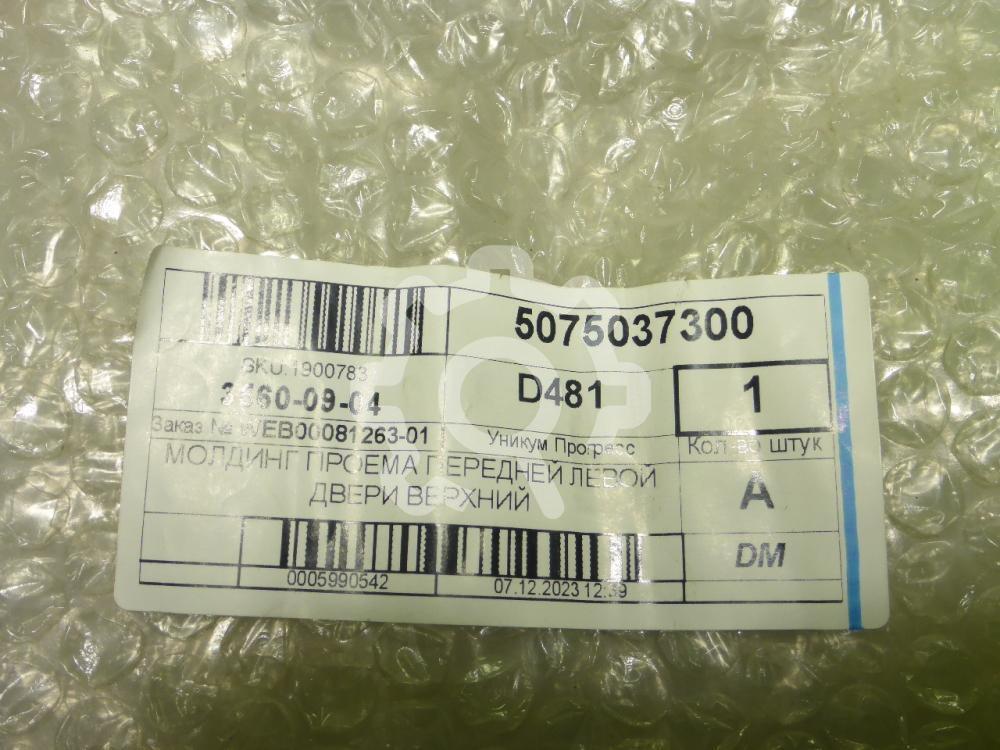 5075037300
SKU:1900783
3560-09-04
D481
1
Заказ № WEB00081263-01
Уникум Прогресс
Кол-во штук
МОЛДИНГ ПРОЕМА ПЕРЕДНЕЙ ЛЕВОЙ
ДВЕРИ ВЕРХНИЙ
A
DM
0005990542
07.12.2023 12:39